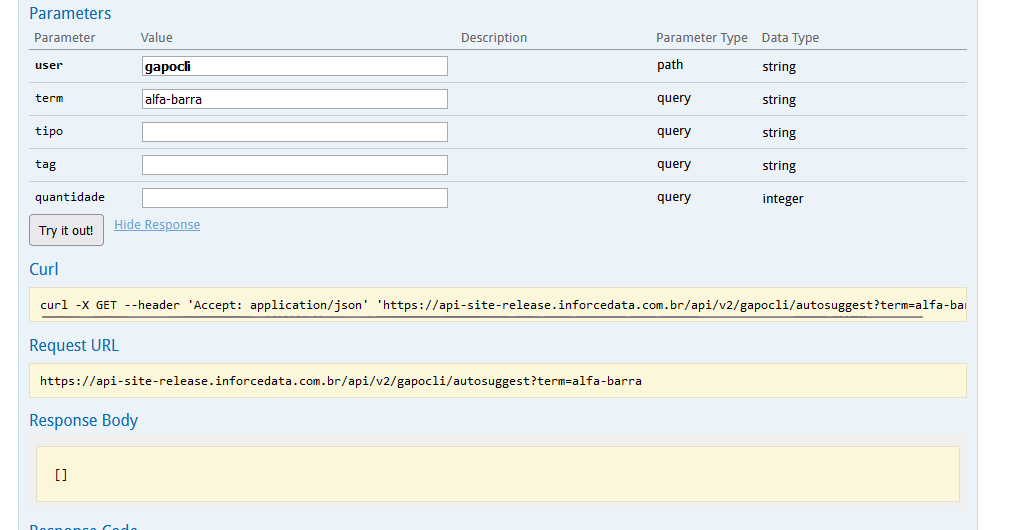 Parameters
Parameter Value Description Parameter Type Data Type
user gapocli path string
term alfa-barra query string
tipo query string
tag query string
quantidade query integer
Try it out! Hide Response
Curl
curl -X GET --header 'Accept: application/json' 'https://api-site-release.inforcedata.com.br/api/v2/gapocli/autosuggest?term=alfa-bar
Request URL
https://api-site-release.inforcedata.com.br/api/v2/gapocli/autosuggest?term=alfa-barra
Response Body
[]
Response Code